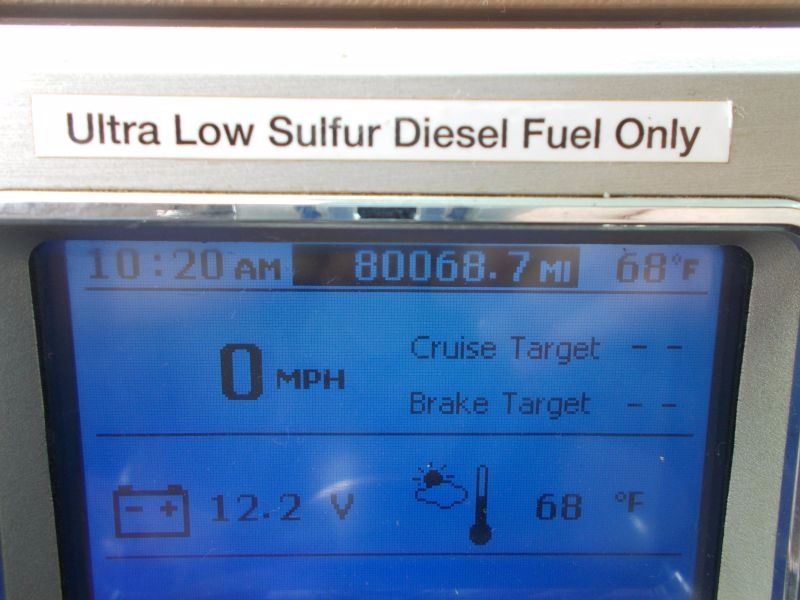 Ultra Low Sulfur Diesel Fuel Only
10:20 AM 80068.7 MI 68°F
0 MPH
Cruise Target --
Brake Target --
12.2 V 68 °F